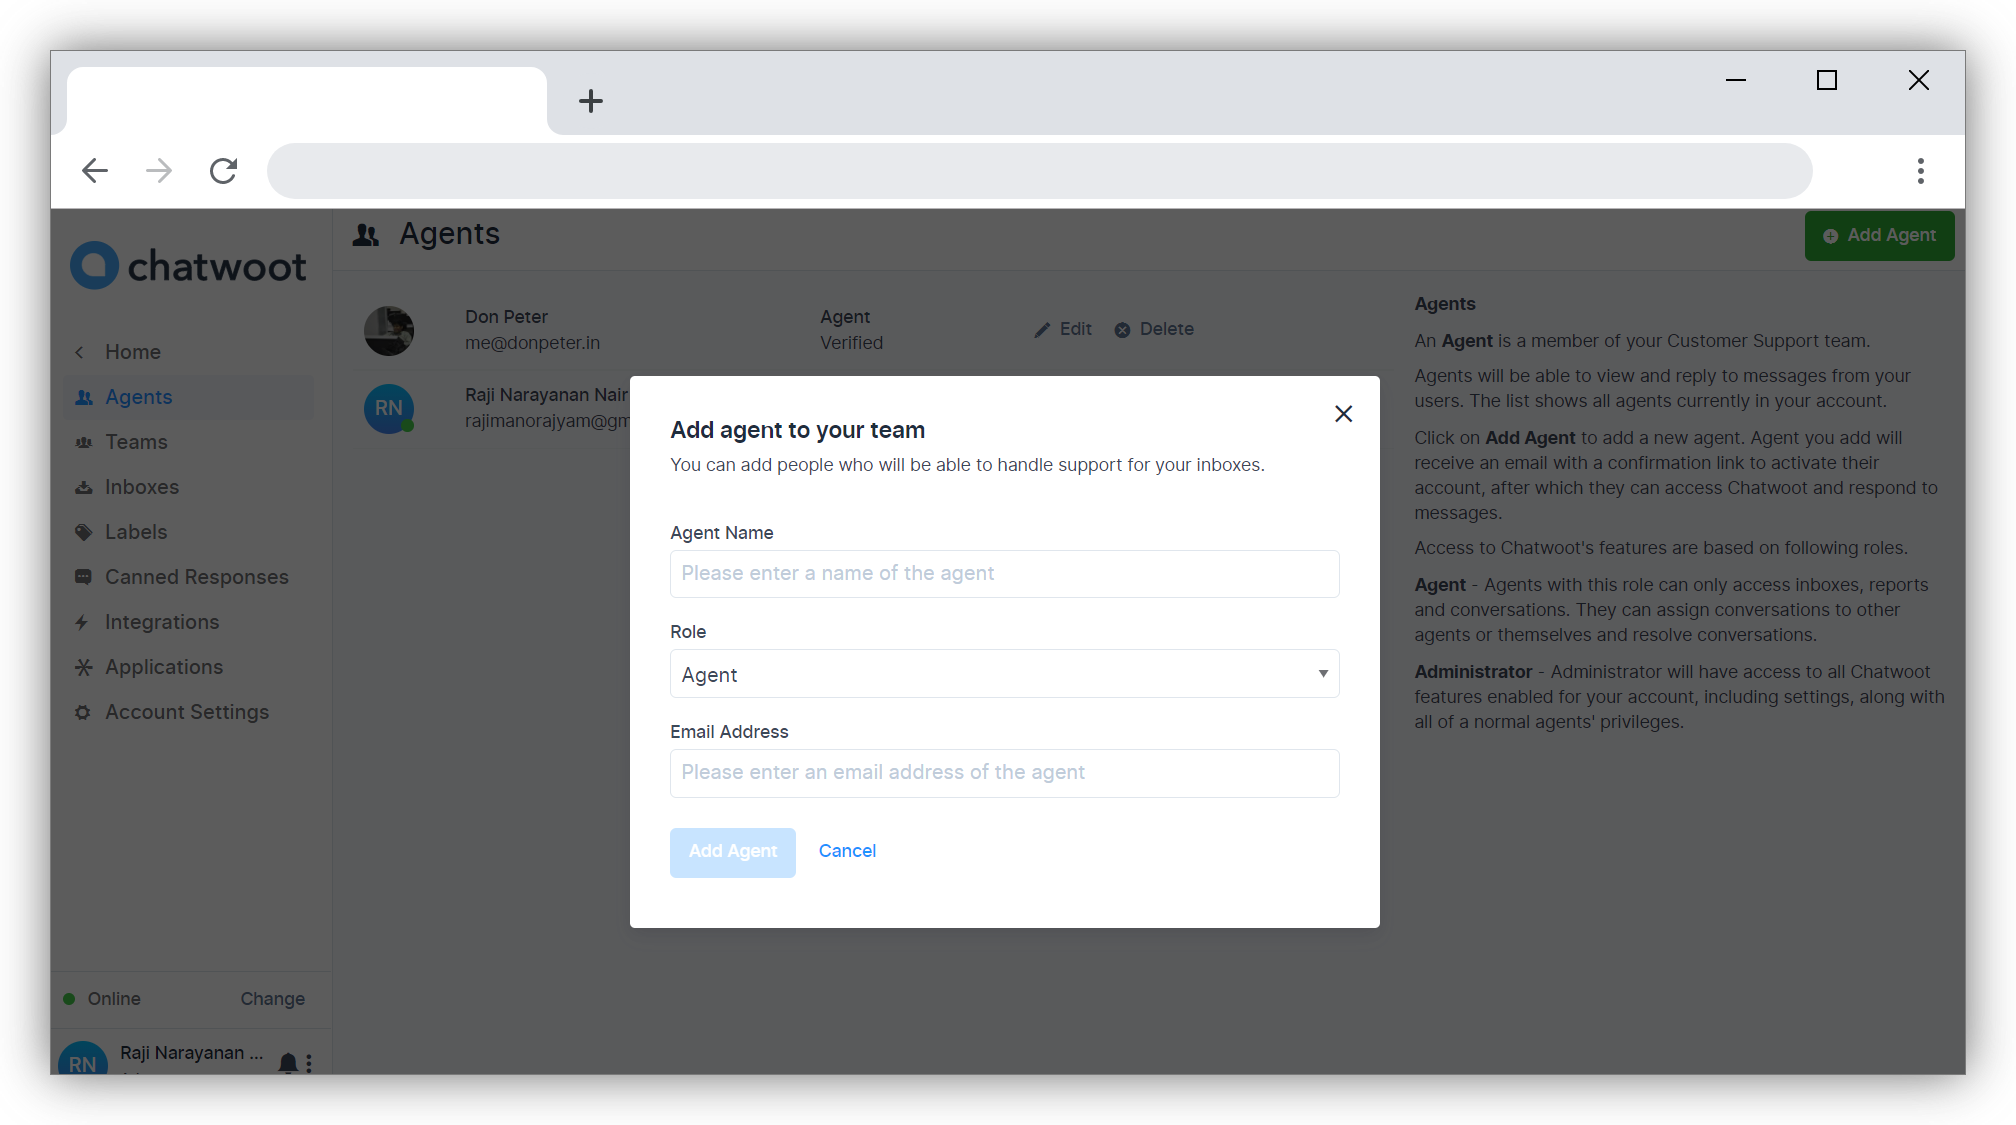 chatwoot
Home
Agents
Teams
Inboxes
Labels
Canned Responses
Integrations
Applications
Account Settings
Online Change
RN Raji Narayanan ...
Agents
Add Agent
Don Peter
me@donpeter.in
Agent
Verified
Edit Delete
RN
Raji Narayanan Nair
rajimanorajyam@gm
Add agent to your team
You can add people who will be able to handle support for your inboxes.
Agent Name
Please enter a name of the agent
Role
Agent
Email Address
Please enter an email address of the agent
Add Agent Cancel
Agents
An Agent is a member of your Customer Support team.
Agents will be able to view and reply to messages from your
users. The list shows all agents currently in your account.
Click on Add Agent to add a new agent. Agent you add will
receive an email with a confirmation link to activate their
account, after which they can access Chatwoot and respond to
messages.
Access to Chatwoot's features are based on following roles.
Agent - Agents with this role can only access inboxes, reports
and conversations. They can assign conversations to other
agents or themselves and resolve conversations.
Administrator - Administrator will have access to all Chatwoot
features enabled for your account, including settings, along with
all of a normal agents' privileges.